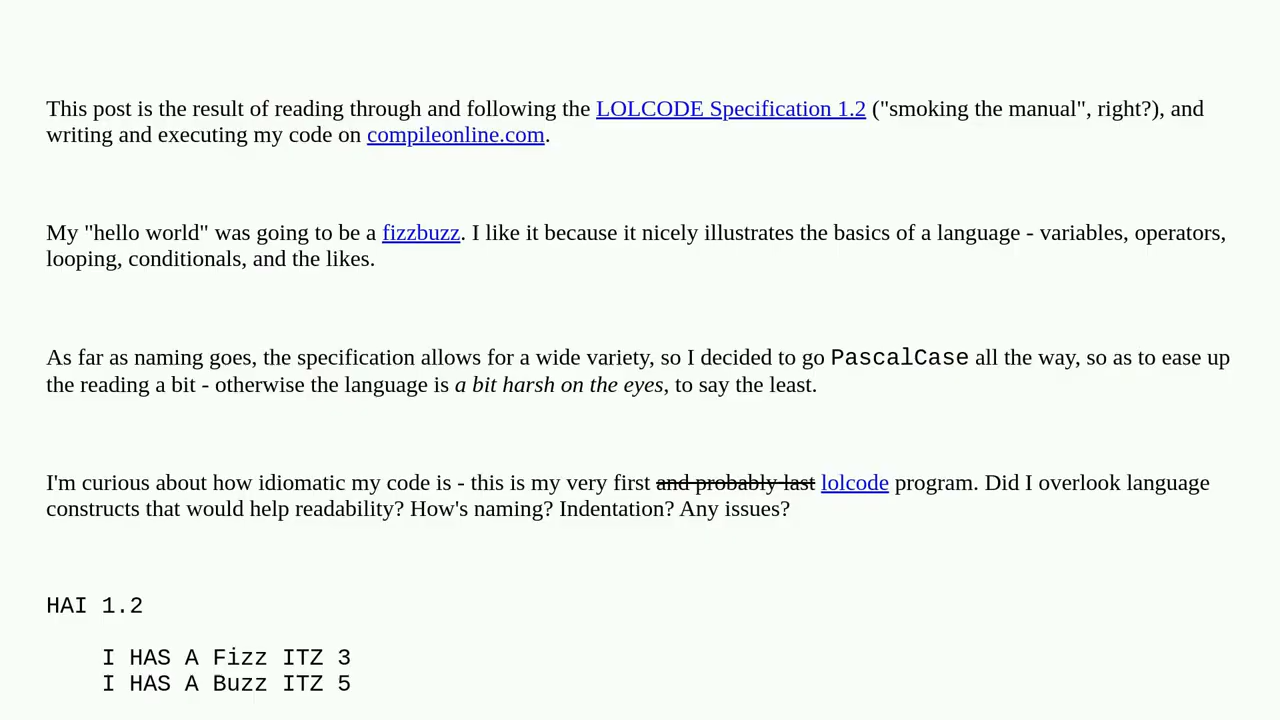 This post is the result of reading through and following the LOLCODE Specification 1.2 ("smoking the manual", right?), and
writing and executing my code on compileonline.com.
My "hello world" was going to be a fizzbuzz. I like it because it nicely illustrates the basics of a language - variables, operators,
looping, conditionals, and the likes.
As far as naming goes, the specification allows for a wide variety, so I decided to go PascalCase all the way, so as to ease up
the reading a bit - otherwise the language is a bit harsh on the eyes, to say the least.
I'm curious about how idiomatic my code is - this is my very first and probably last lolcode program. Did I overlook language
constructs that would help readability? How's naming? Indentation? Any issues?
HAI 1.2
I HAS A Fizz ITZ 3
I HAS A Buzz ITZ 5